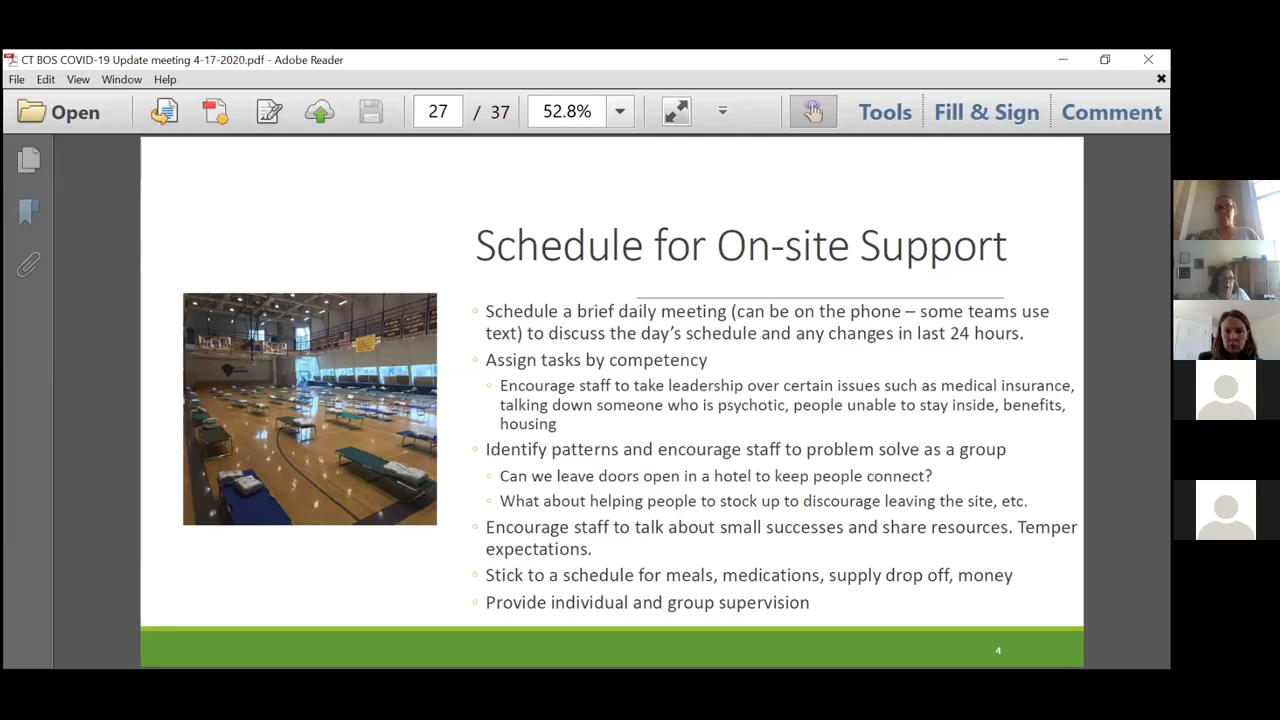 CT BOS COVID-19 Update meeting 4-17-2020.pdf - Adobe Reader
File Edit View Window Help
Open 27 / 37 52.8% Tools Fill & Sign Comment
Schedule for On-site Support
Schedule a brief daily meeting (can be on the phone – some teams use
text) to discuss the day's schedule and any changes in last 24 hours.
Assign tasks by competency
Encourage staff to take leadership over certain issues such as medical insurance,
talking down someone who is psychotic, people unable to stay inside, benefits,
housing
Identify patterns and encourage staff to problem solve as a group
Can we leave doors open in a hotel to keep people connect?
What about helping people to stock up to discourage leaving the site, etc.
Encourage staff to talk about small successes and share resources. Temper
expectations.
Stick to a schedule for meals, medications, supply drop off, money
Provide individual and group supervision
4